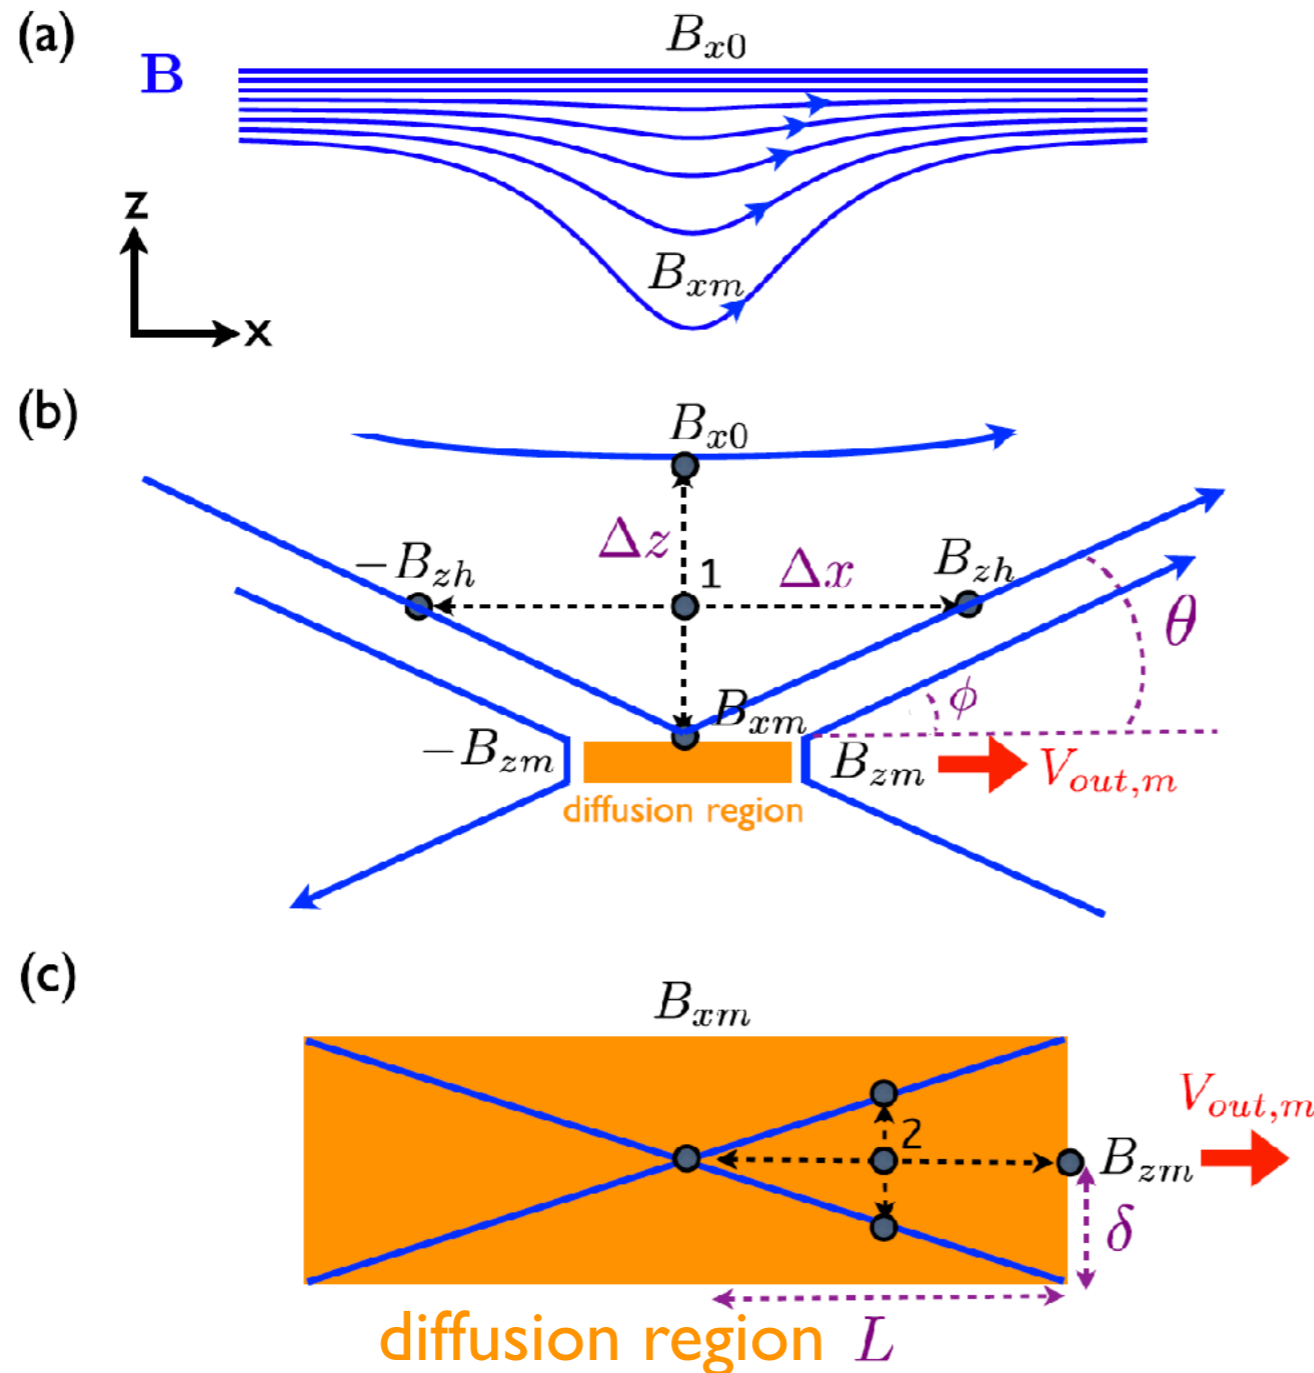 (a)
B_{x0}
B
z
B_{xm}
x
(b)
B_{x0}
Δz
1
Δx
-B_{zh}
B_{zh}
θ
ϕ
B_{xm}
-B_{zm}
B_{zm}
V_{out,m}
diffusion region
(c)
B_{xm}
V_{out,m}
2
B_{zm}
δ
diffusion region
L